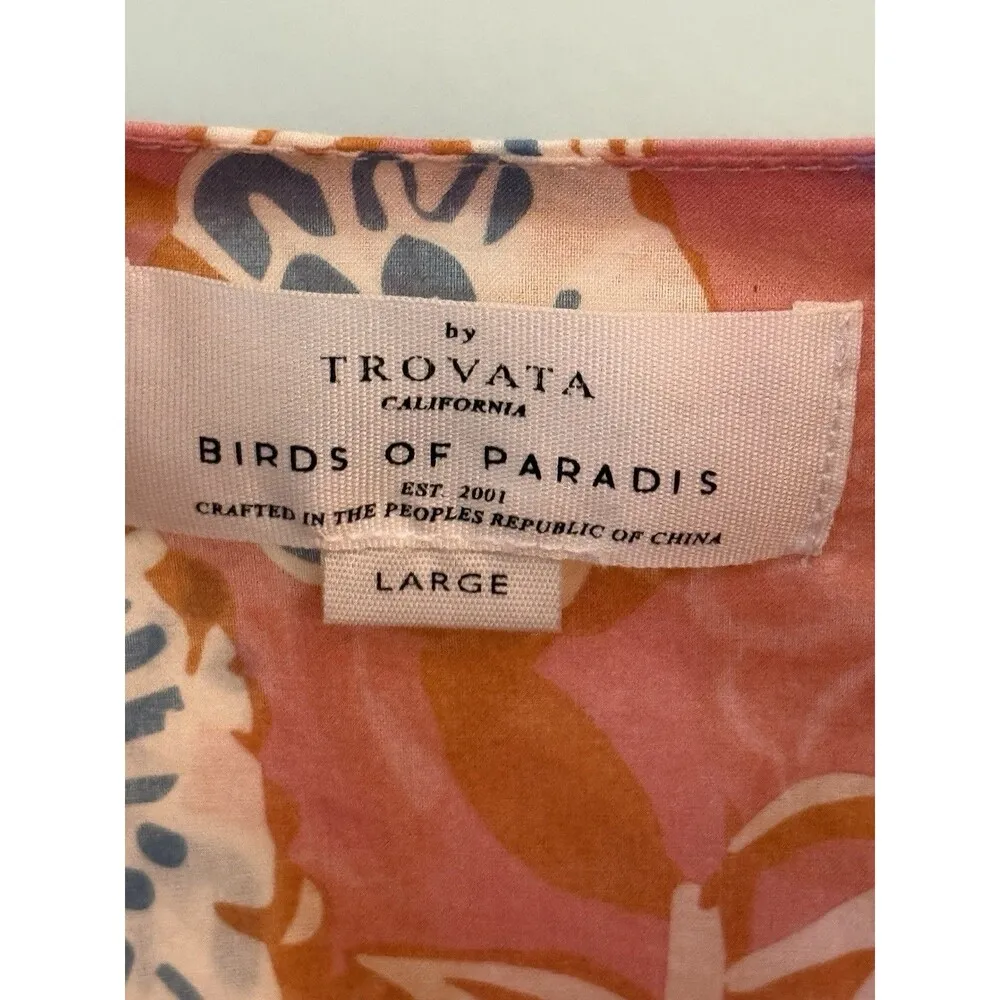 by
TROVATA
CALIFORNIA
BIRDS OF PARADIS
EST. 2001
CRAFTED IN THE PEOPLES REPUBLIC OF CHINA
LARGE